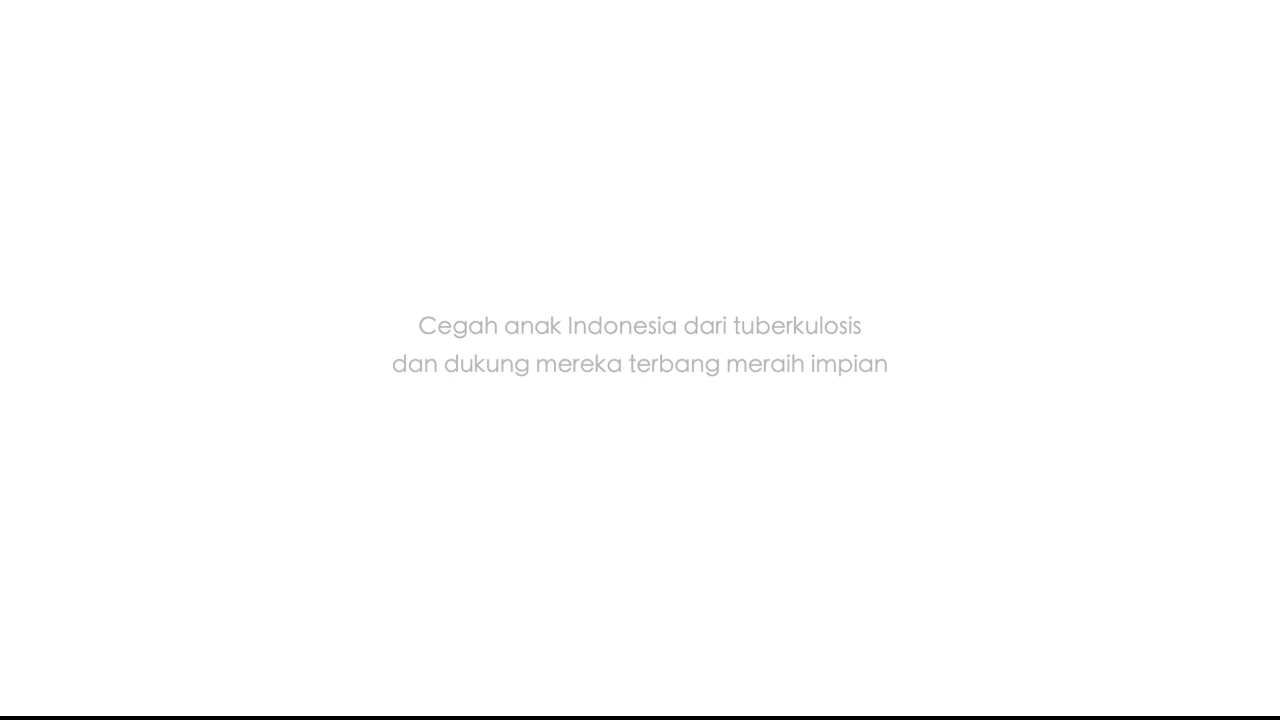 Cegah anak Indonesia dari tuberkulosis
dan dukung mereka terbang meraih impian